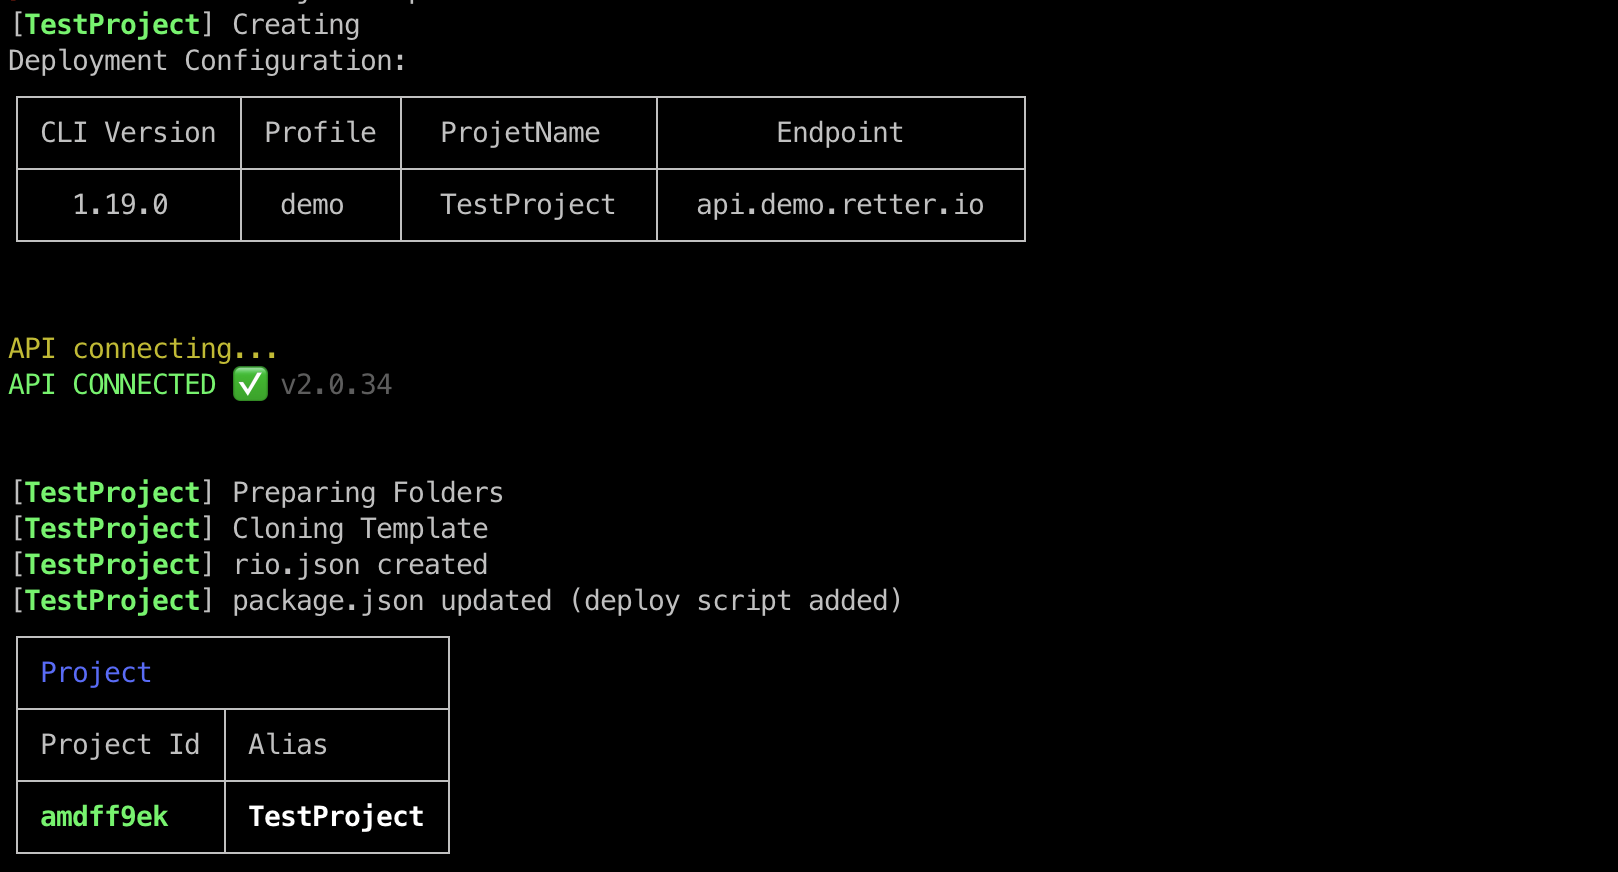 [TestProject] Creating
Deployment Configuration:
CLI Version Profile ProjetName Endpoint
1.19.0 demo TestProject api.demo.retter.io
API connecting...
API CONNECTED ✅ v2.0.34
[TestProject] Preparing Folders
[TestProject] Cloning Template
[TestProject] rio.json created
[TestProject] package.json updated (deploy script added)
Project
Project Id Alias
amdff9ek TestProject